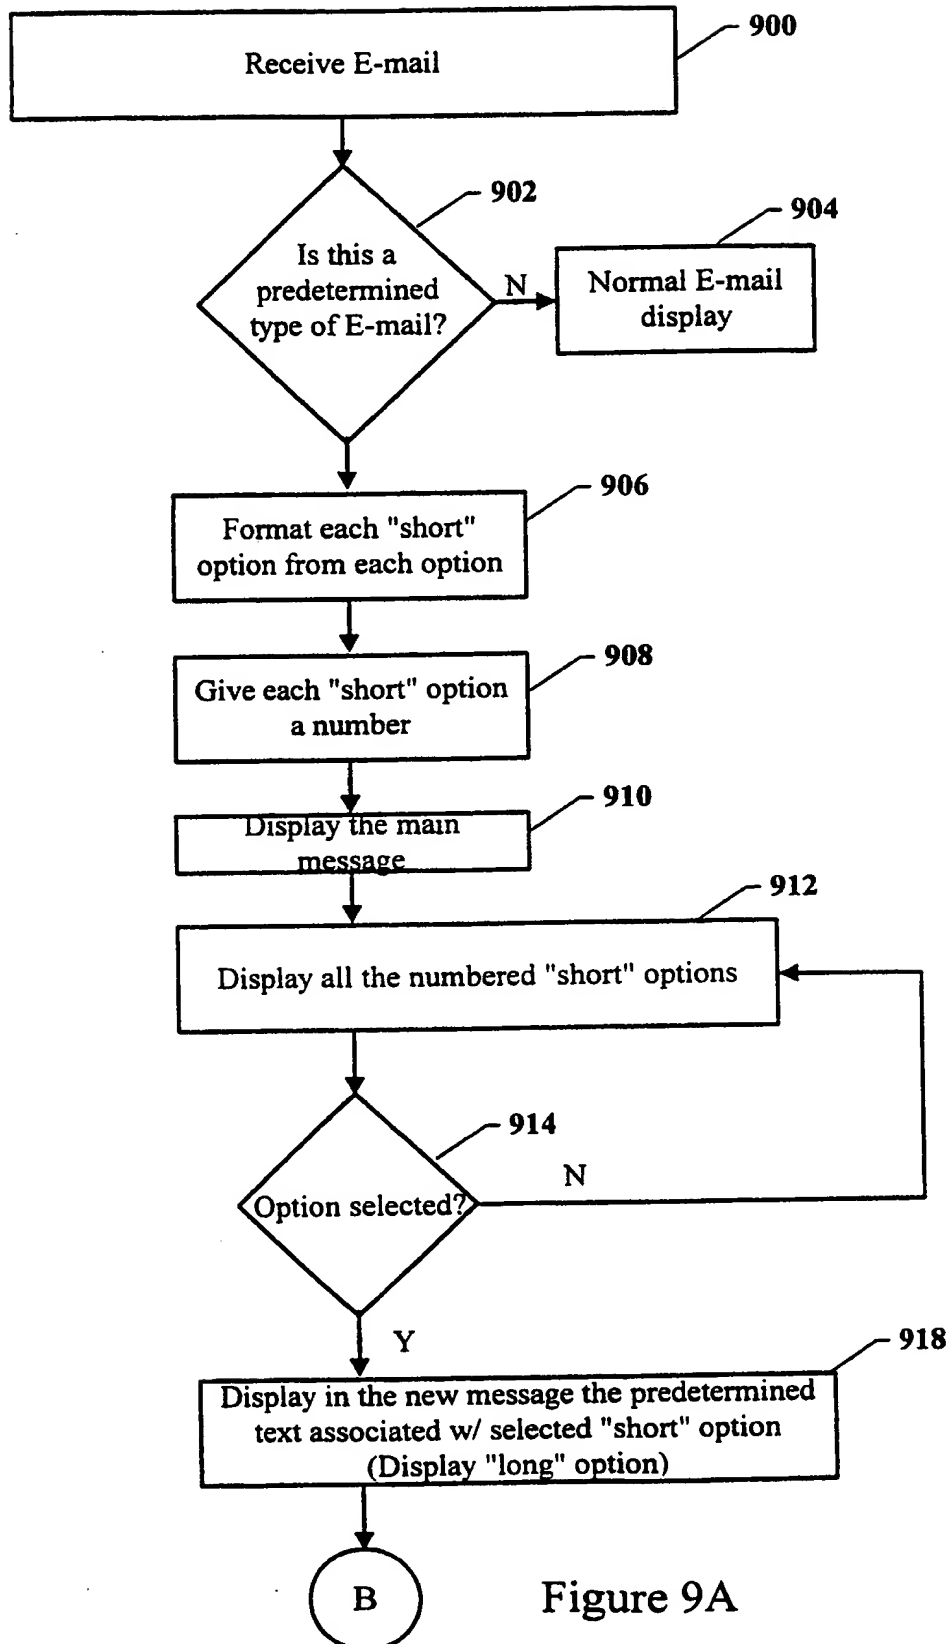 900
Receive E-mail
902
Is this a
predetermined
type of E-mail?
N
904
Normal E-mail
display
906
Format each "short"
option from each option
908
Give each "short" option
a number
910
Display the main
message
912
Display all the numbered "short" options
914
Option selected?
N
Y
918
Display in the new message the predetermined
text associated w/ selected "short" option
(Display "long" option)
B
Figure 9A